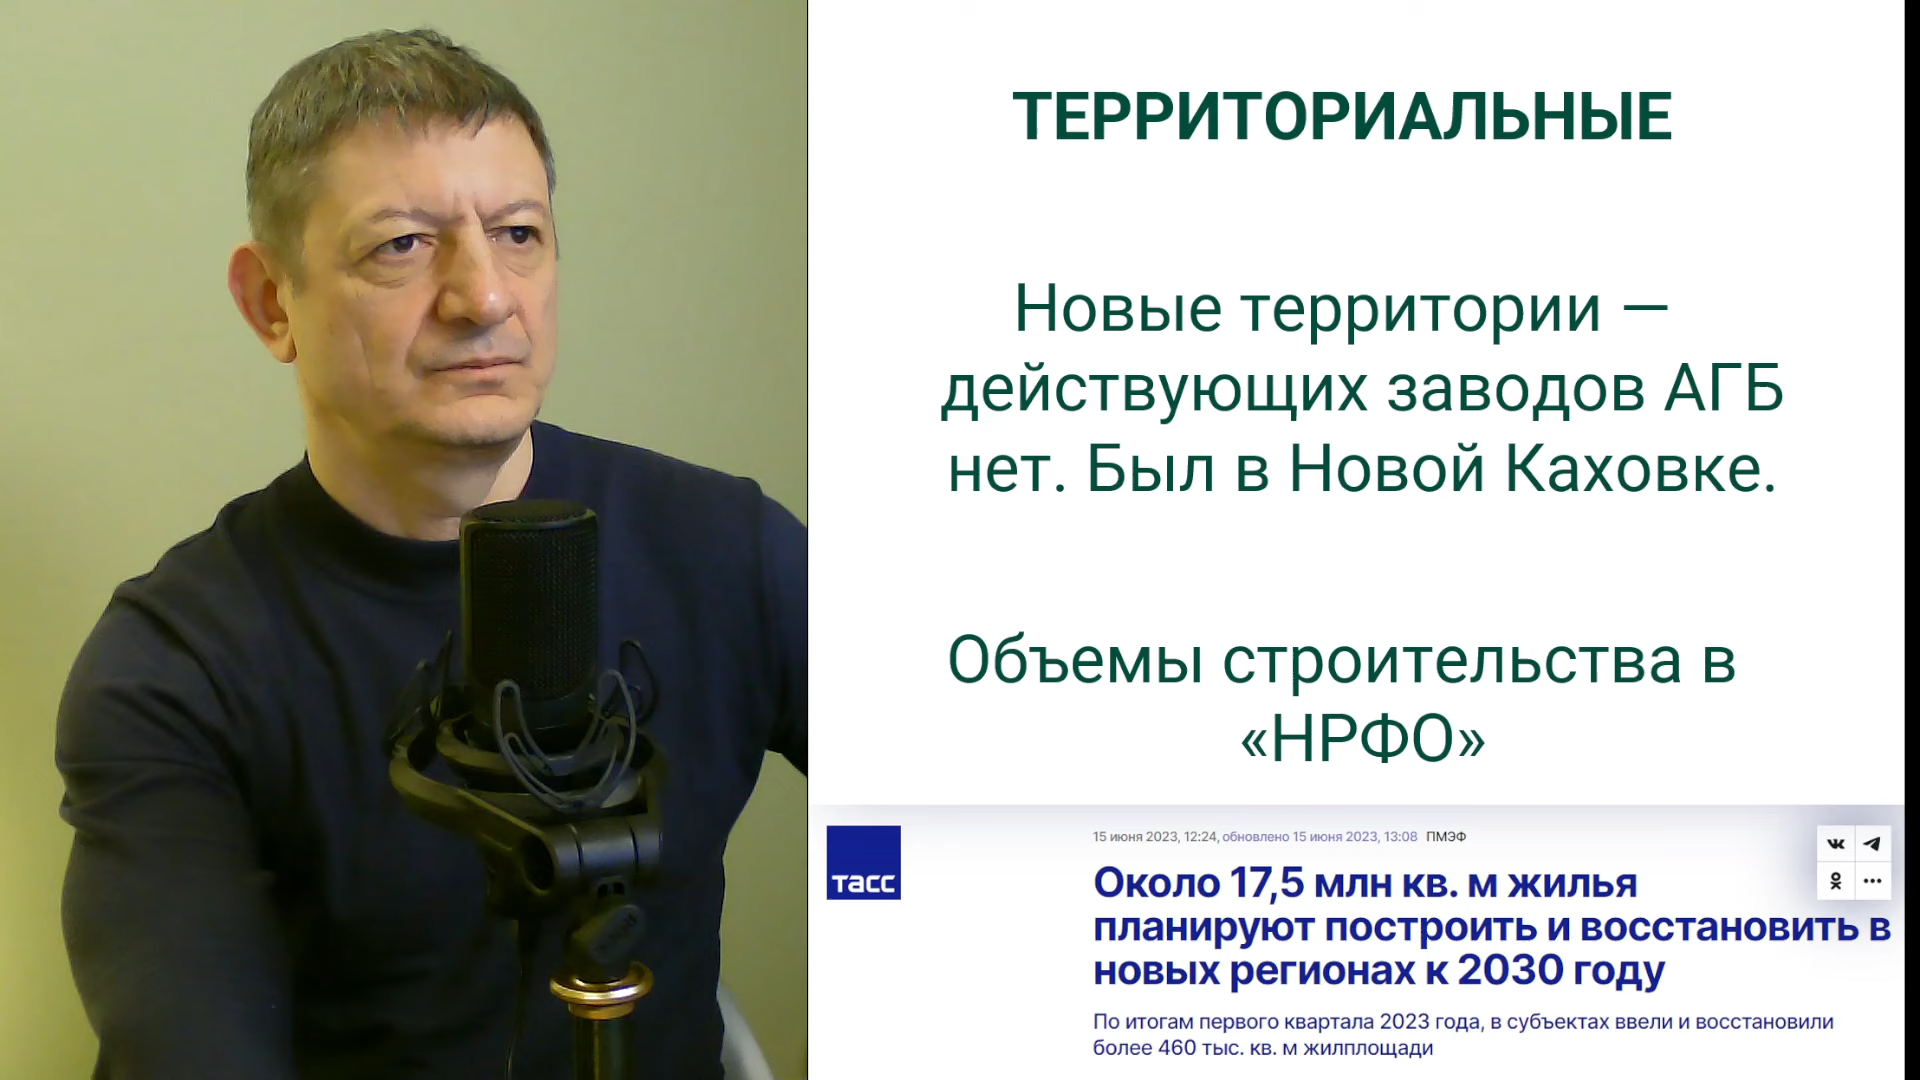 ТЕРРИТОРИАЛЬНЫЕ
Новые территории —
действующих заводов АГБ
нет. Был в Новой Каховке.
Объемы строительства в
«НРФО»
ТАСС
15 июня 2023, 12:24, обновлено 15 июня 2023, 13:08 ПМЭФ
Около 17,5 млн кв. м жилья
планируют построить и восстановить в
новых регионах к 2030 году
По итогам первого квартала 2023 года, в субъектах ввели и восстановили
более 460 тыс. кв. м жилплощади